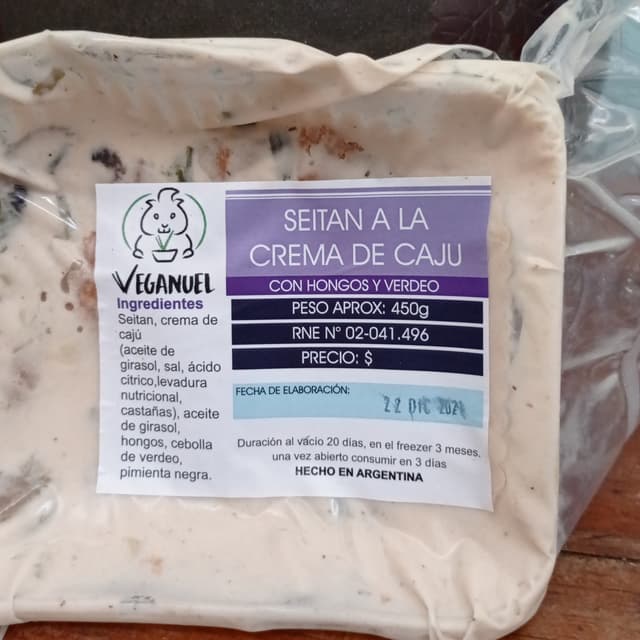 VEGANUEL
Ingredientes
Seitan, crema de
cajú
(aceite de
girasol, sal, ácido
citrico,levadura
nutricional,
castañas), aceite
de girasol,
hongos, cebolla
de verdeo,
pimienta negra.
SEITAN A LA
CREMA DE CAJU
CON HONGOS Y VERDEO
PESO APROX: 450g
RNE N° 02-041.496
PRECIO: $
FECHA DE ELABORACIÓN:
22 DIC 2021
Duración al vacio 20 días, en el freezer 3 meses.
una vez abierto consumir en 3 días
HECHO EN ARGENTINA